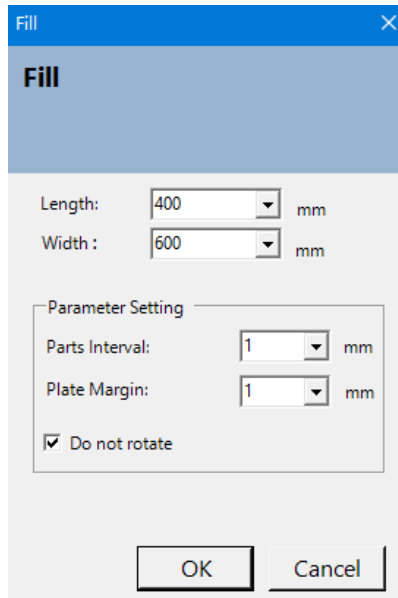 Fill
Fill
Length: 400 mm
Width : 600 mm
Parameter Setting
Parts Interval: 1 mm
Plate Margin: 1 mm
Do not rotate
OK Cancel